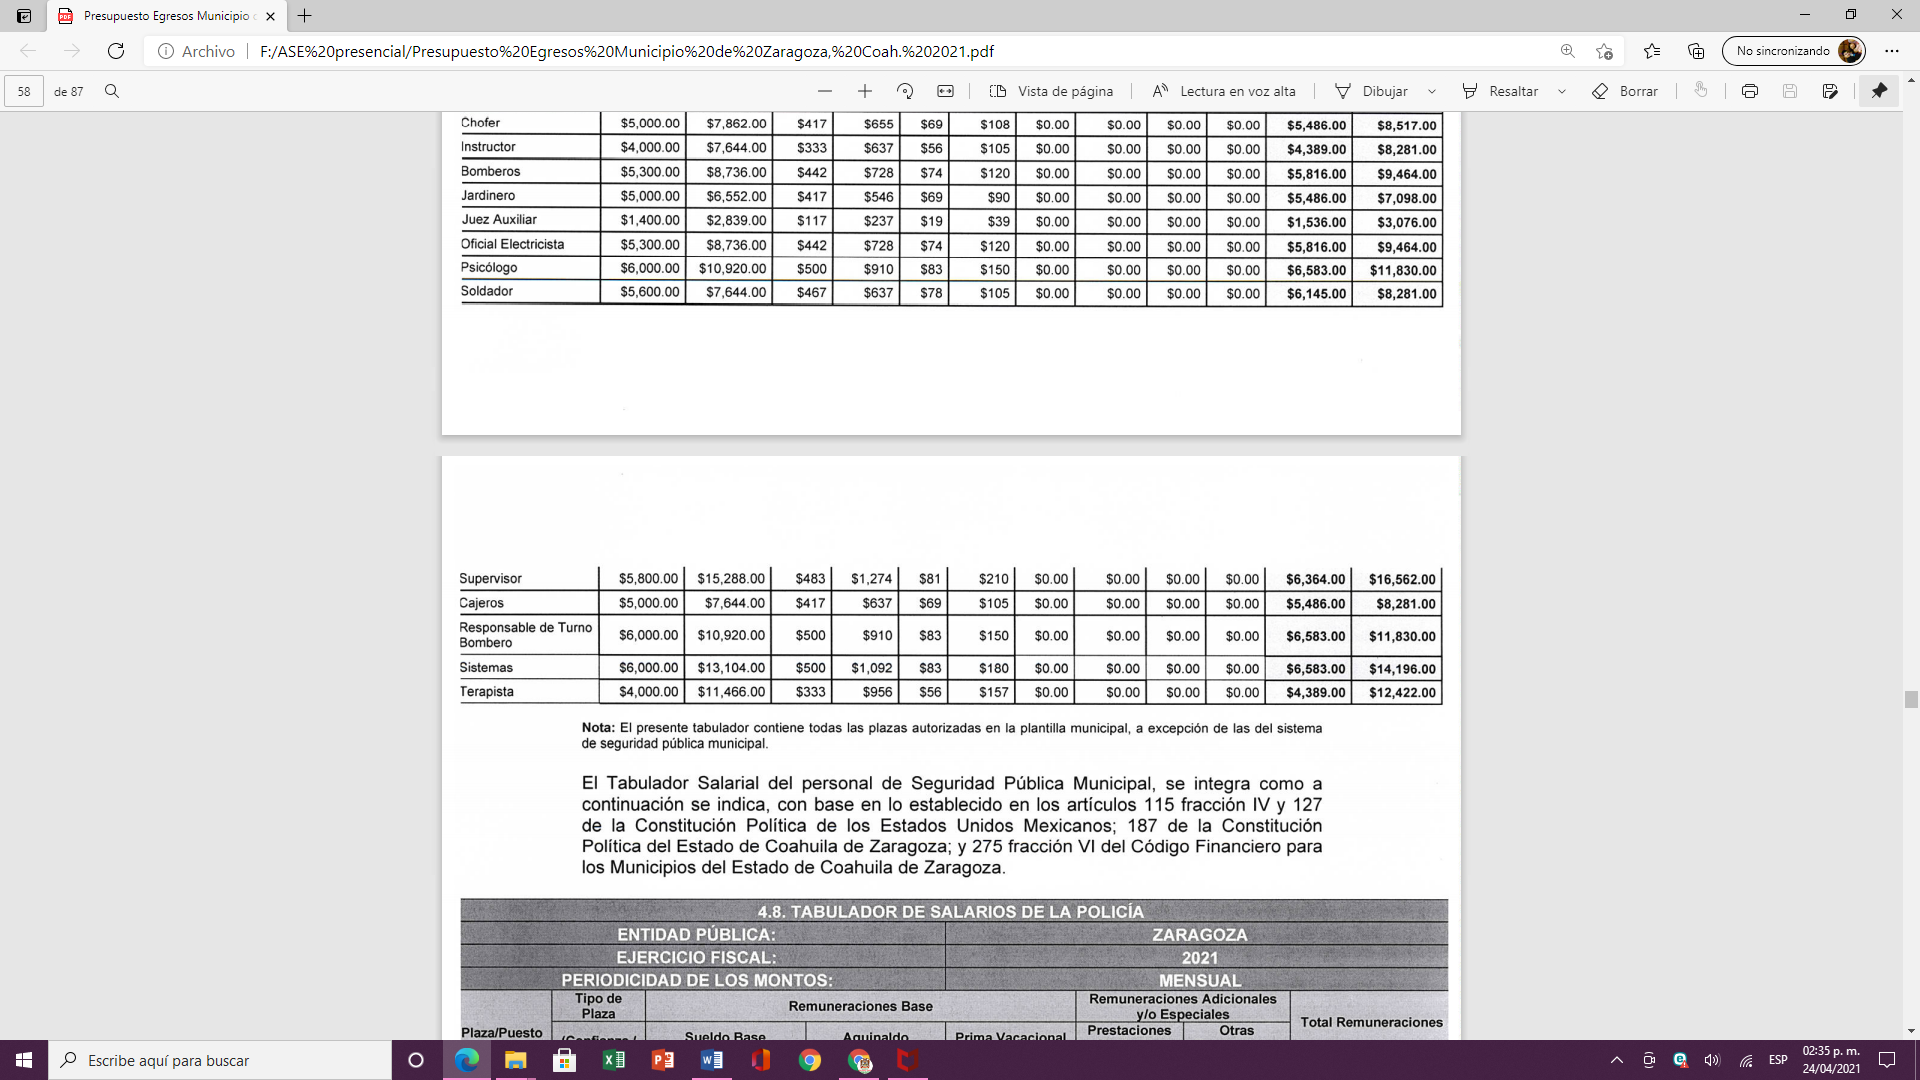 Presupuesto Egresos Municipio
Archivo F:/ASE%20presencial/Presupuesto%20Egresos%20Municipio%20de%20Zaragoza,%20Coah.%202021.pdf No sincronizando
58 de 87 Vista de página Lectura en voz alta Dibujar Resaltar Borrar
Chofer $5,000.00 $7,862.00 $417 $655 $69 $108 $0.00 $0.00 $0.00 $0.00 $5,486.00 $8,517.00
Instructor $4,000.00 $7,644.00 $333 $637 $56 $105 $0.00 $0.00 $0.00 $0.00 $4,389.00 $8,281.00
Bomberos $5,300.00 $8,736.00 $442 $728 $74 $120 $0.00 $0.00 $0.00 $0.00 $5,816.00 $9,464.00
Jardinero $5,000.00 $6,552.00 $417 $546 $69 $90 $0.00 $0.00 $0.00 $0.00 $5,486.00 $7,098.00
Juez Auxiliar $1,400.00 $2,839.00 $117 $237 $19 $39 $0.00 $0.00 $0.00 $0.00 $1,536.00 $3,076.00
Oficial Electricista $5,300.00 $8,736.00 $442 $728 $74 $120 $0.00 $0.00 $0.00 $0.00 $5,816.00 $9,464.00
Psicólogo $6,000.00 $10,920.00 $500 $910 $83 $150 $0.00 $0.00 $0.00 $0.00 $6,583.00 $11,830.00
Soldador $5,600.00 $7,644.00 $467 $637 $78 $105 $0.00 $0.00 $0.00 $0.00 $6,145.00 $8,281.00
Supervisor $5,800.00 $15,288.00 $483 $1,274 $81 $210 $0.00 $0.00 $0.00 $0.00 $6,364.00 $16,562.00
Cajeros $5,000.00 $7,644.00 $417 $637 $69 $105 $0.00 $0.00 $0.00 $0.00 $5,486.00 $8,281.00
Responsable de Turno
Bombero $6,000.00 $10,920.00 $500 $910 $83 $150 $0.00 $0.00 $0.00 $0.00 $6,583.00 $11,830.00
Sistemas $6,000.00 $13,104.00 $500 $1,092 $83 $180 $0.00 $0.00 $0.00 $0.00 $6,583.00 $14,196.00
Terapista $4,000.00 $11,466.00 $333 $956 $56 $157 $0.00 $0.00 $0.00 $0.00 $4,389.00 $12,422.00
Nota: El presente tabulador contiene todas las plazas autorizadas en la plantilla municipal, a excepción de las del sistema
de seguridad pública municipal.
El Tabulador Salarial del personal de Seguridad Pública Municipal, se integra como a
continuación se indica, con base en lo establecido en los artículos 115 fracción IV y 127
de la Constitución Política de los Estados Unidos Mexicanos; 187 de la Constitución
Política del Estado de Coahuila de Zaragoza; y 275 fracción VI del Código Financiero para
los Municipios del Estado de Coahuila de Zaragoza.
4.8. TABULADOR DE SALARIOS DE LA POLICÍA
ENTIDAD PÚBLICA: ZARAGOZA
EJERCICIO FISCAL: 2021
PERIODICIDAD DE LOS MONTOS: MENSUAL
Tipo de
Plaza
Remuneraciones Base
Remuneraciones Adicionales
y/o Especiales
Total Remuneraciones
Plaza/Puesto (Confianza / Sueldo Base Aguinaldo Prima Vacacional Prestaciones Otras
Escribe aquí para buscar
ESP
02:35 p. m.
24/04/2021